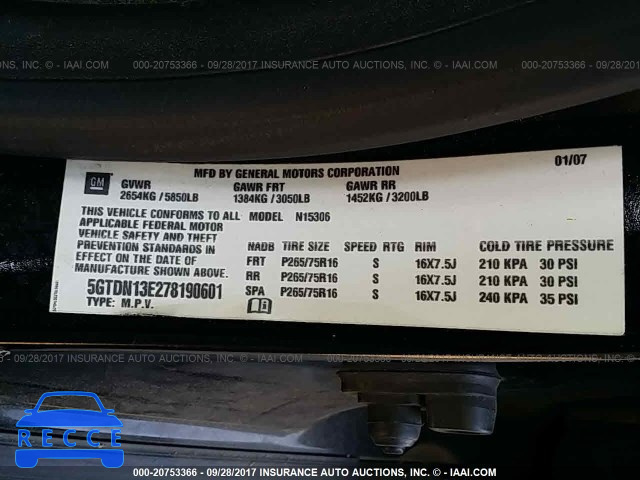 000-20753366 - 09/28/2017 INSURANCE AUTO AUCTIONS, INC. - © IAAI.COM
MFD BY GENERAL MOTORS CORPORATION 01/07
GM
GVWR GAWR FRT GAWR RR
2654KG / 5850LB 1384KG / 3050LB 1452KG / 3200LB
THIS VEHICLE CONFORMS TO ALL MODEL N15306
APPLICABLE FEDERAL MOTOR
VEHICLE SAFETY AND THEFT
PREVENTION STANDARDS IN
EFFECT ON THE DATE OF
MANUFACTURE SHOWN ABOVE.
5GTDN13E278190601
TYPE: M.P.V.
NADB TIRE SIZE SPEED RTG RIM COLD TIRE PRESSURE
FRT P265/75R16 S 16X7.5J 210 KPA 30 PSI
RR P265/75R16 S 16X7.5J 210 KPA 30 PSI
SPA P265/75R16 S 16X7.5J 240 KPA 35 PSI
09/28/2017 INSURANCE AUTO AUCTIONS, INC. - © IAAI.COM
RECCE
000-20753366 - 09/28/2017 INSURANCE AUTO AUCTIONS, INC. - © IAAI.COM